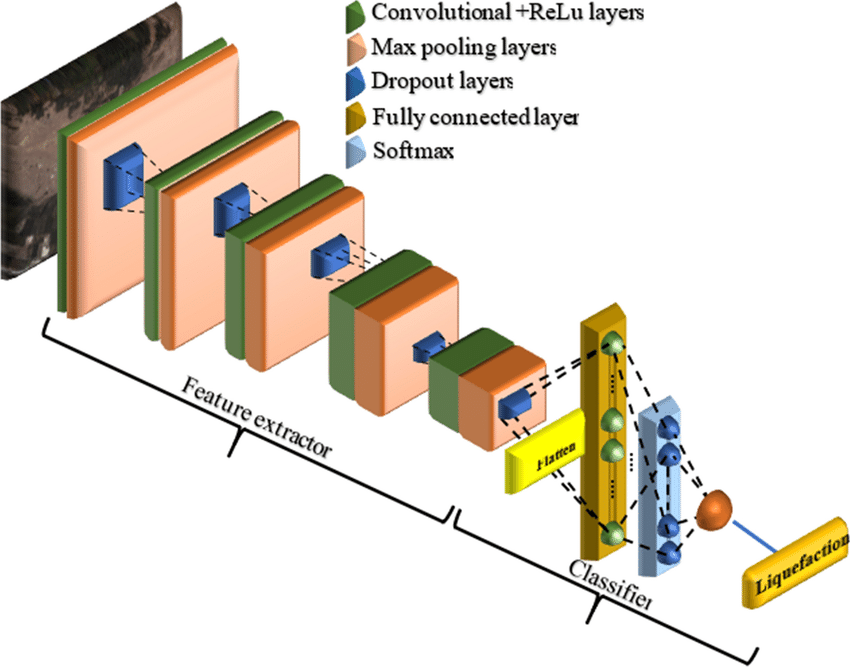 Convolutional +ReLu layers
Max pooling layers
Dropout layers
Fully connected layer
Softmax
Feature extractor
Flatten
Classifier
Liquefaction